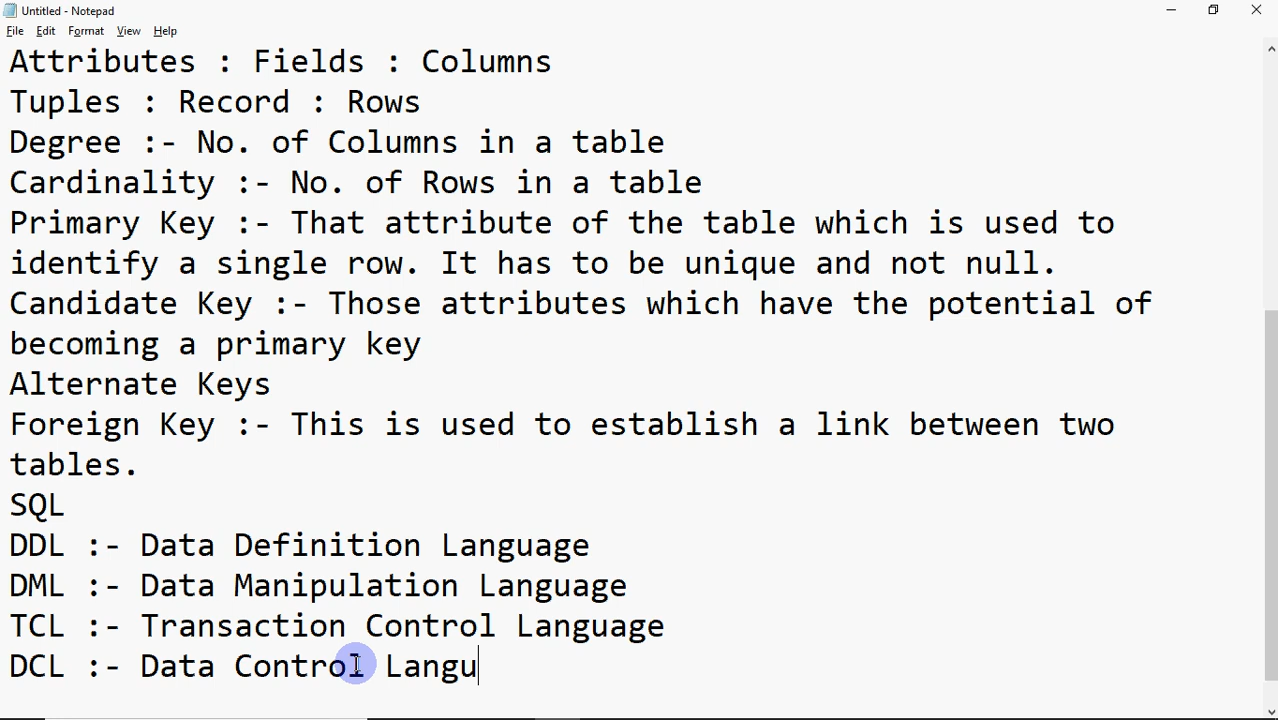 Untitled - Notepad
File Edit Format View Help
Attributes : Fields : Columns
Tuples : Record : Rows
Degree :- No. of Columns in a table
Cardinality :- No. of Rows in a table
Primary Key :- That attribute of the table which is used to
identify a single row. It has to be unique and not null.
Candidate Key :- Those attributes which have the potential of
becoming a primary key
Alternate Keys
Foreign Key :- This is used to establish a link between two
tables.
SQL
DDL :- Data Definition Language
DML :- Data Manipulation Language
TCL :- Transaction Control Language
DCL :- Data Control Langu